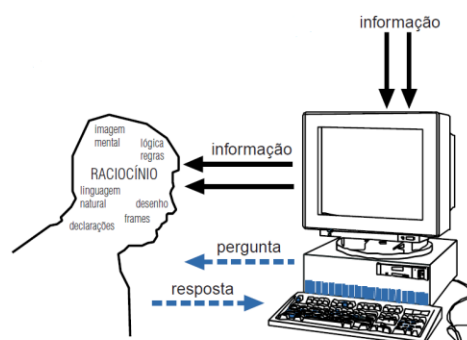 informação
imagem
mental
lógica
regras
informação
RACIOCÍNIO
linguagem
natural
desenho
frames
declarações
pergunta
resposta